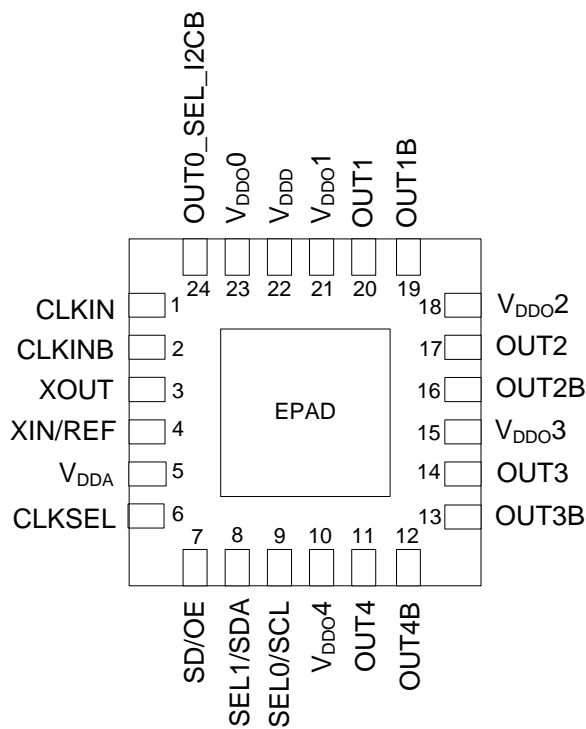 OUT0_SEL_I2CB
VDDO0
VDDD
VDDO1
OUT1
OUT1B
24 23 22 21 20 19
CLKIN 1
CLKINB 2
XOUT 3
XIN/REF 4
VDDA 5
CLKSEL 6
EPAD
18 VDDO2
17 OUT2
16 OUT2B
15 VDDO3
14 OUT3
13 OUT3B
7 8 9 10 11 12
SD/OE
SEL1/SDA
SEL0/SCL
VDDO4
OUT4
OUT4B